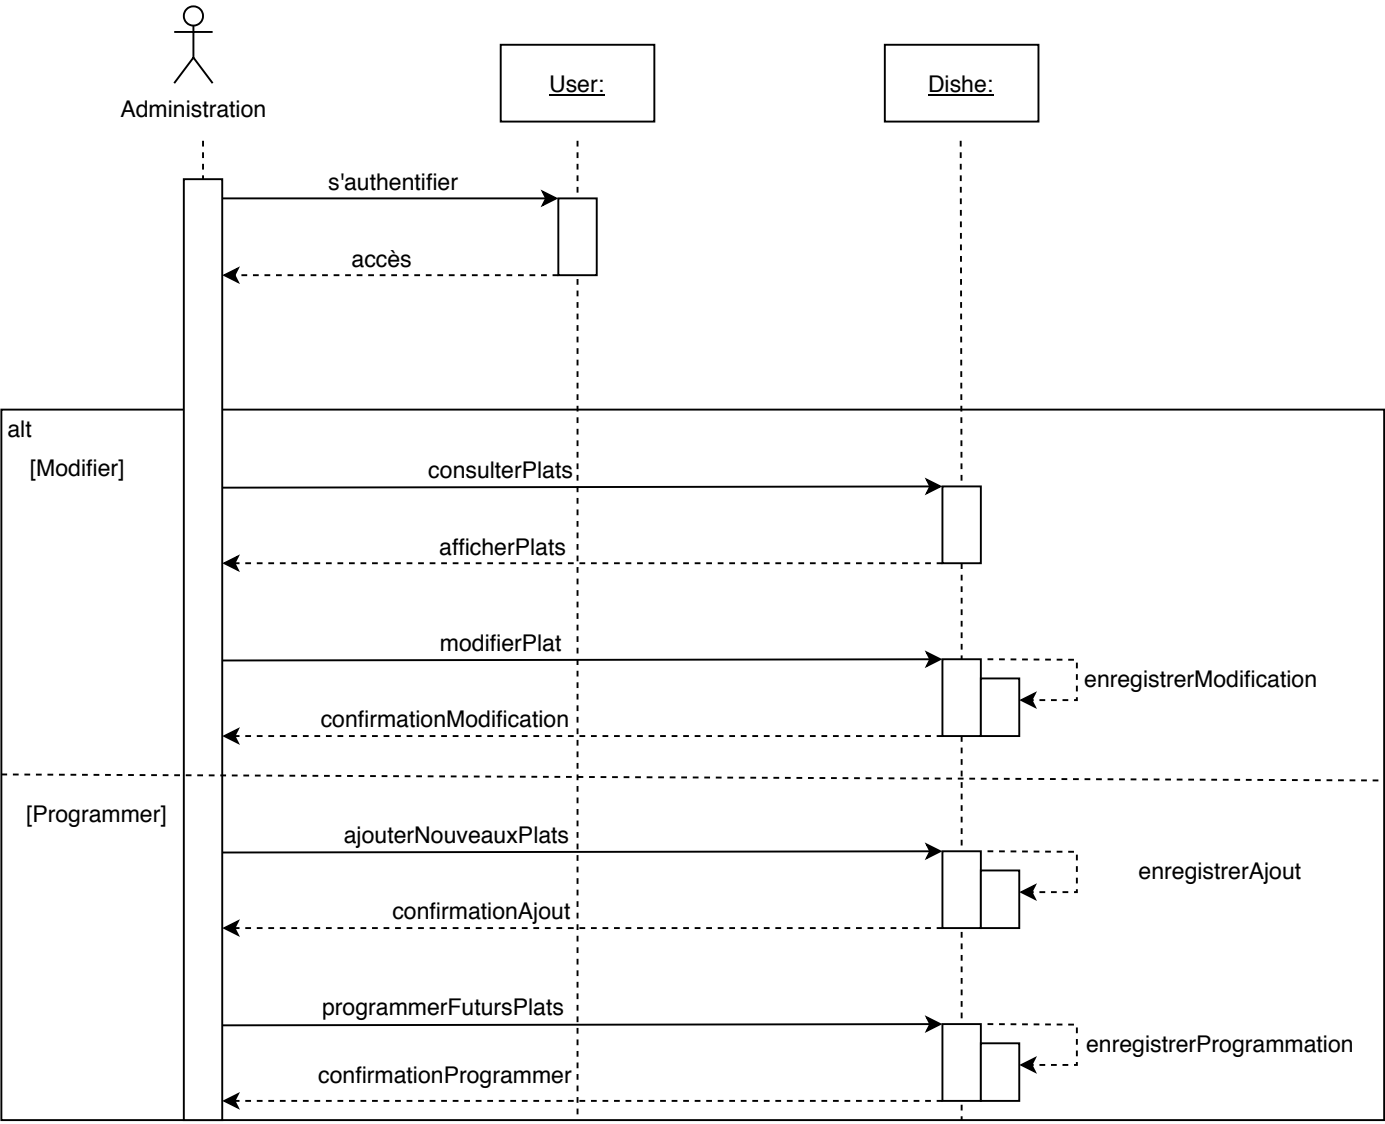 Administration
User:
Dishe:
s'authentifier
accès
alt
[Modifier]
consulterPlats
afficherPlats
modifierPlat
enregistrerModification
confirmationModification
[Programmer]
ajouterNouveauxPlats
enregistrerAjout
confirmationAjout
programmerFutursPlats
enregistrerProgrammation
confirmationProgrammer